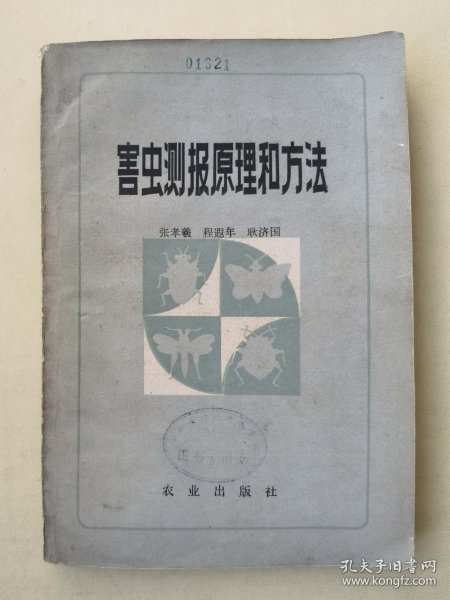 01321
害虫测报原理和方法
张孝羲 程遐年 耿济国
农业出版社
孔夫子旧书网
www.kongfz.com